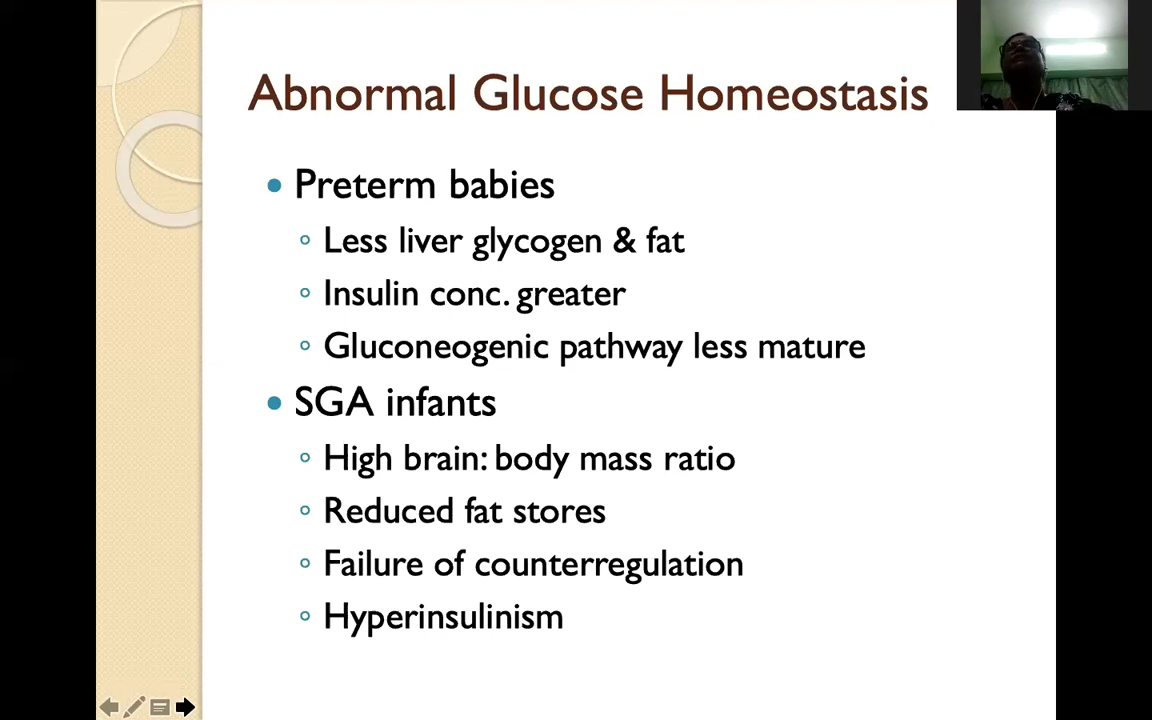 Abnormal Glucose Homeostasis
Preterm babies
Less liver glycogen & fat
Insulin conc. greater
Gluconeogenic pathway less mature
SGA infants
High brain: body mass ratio
Reduced fat stores
Failure of counterregulation
Hyperinsulinism